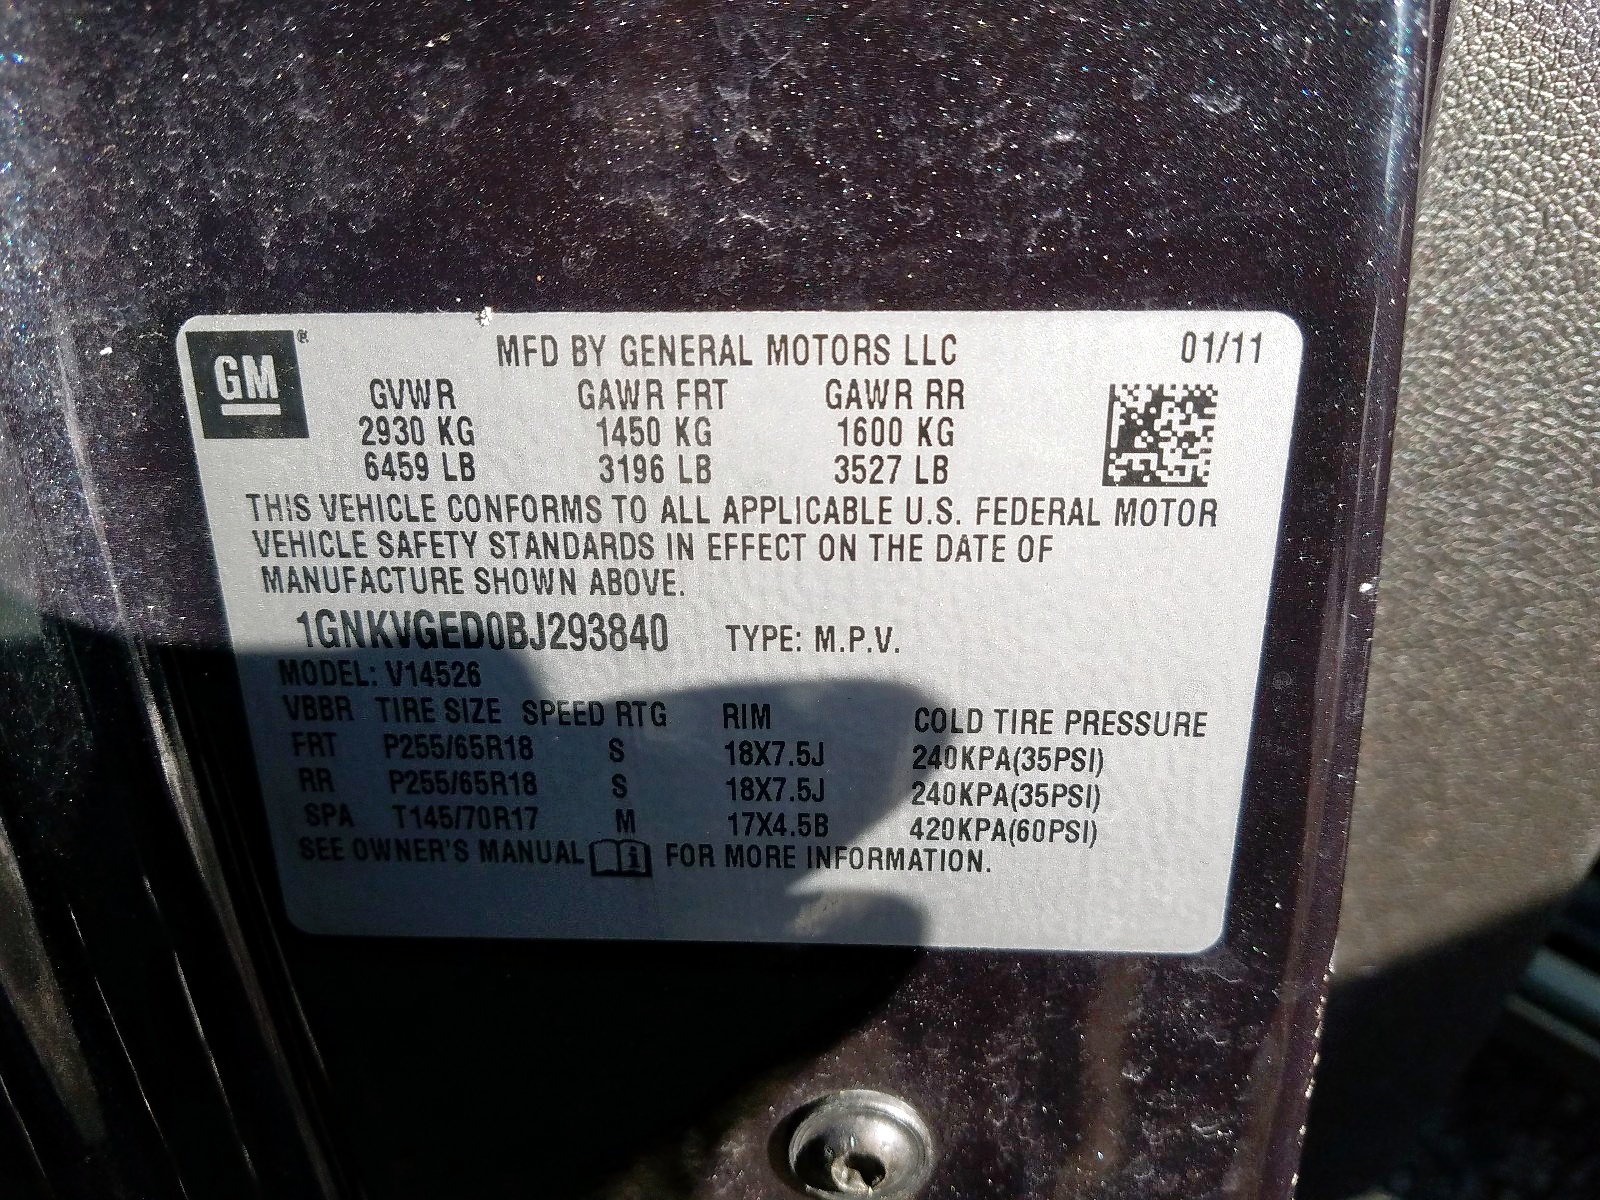 GM ®
MFD BY GENERAL MOTORS LLC 01/11
GVWR GAWR FRT GAWR RR
2930 KG 1450 KG 1600 KG
6459 LB 3196 LB 3527 LB
THIS VEHICLE CONFORMS TO ALL APPLICABLE U.S. FEDERAL MOTOR
VEHICLE SAFETY STANDARDS IN EFFECT ON THE DATE OF
MANUFACTURE SHOWN ABOVE.
1GNKVGED0BJ293840 TYPE: M.P.V.
MODEL: V14526
VBBR TIRE SIZE SPEED RTG RIM COLD TIRE PRESSURE
FRT P255/65R18 S 18X7.5J 240KPA(35PSI)
RR P255/65R18 S 18X7.5J 240KPA(35PSI)
SPA T145/70R17 M 17X4.5B 420KPA(60PSI)
SEE OWNER'S MANUAL i FOR MORE INFORMATION.